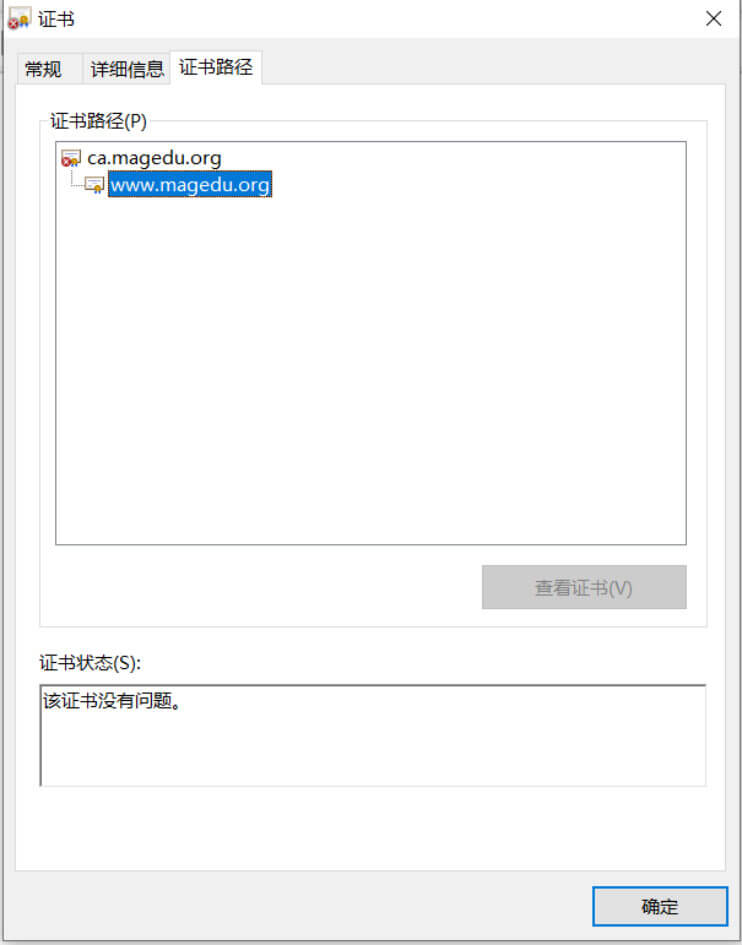 证书
常规 详细信息 证书路径
证书路径(P)
ca.magedu.org
www.magedu.org
查看证书(V)
证书状态(S):
该证书没有问题。
确定